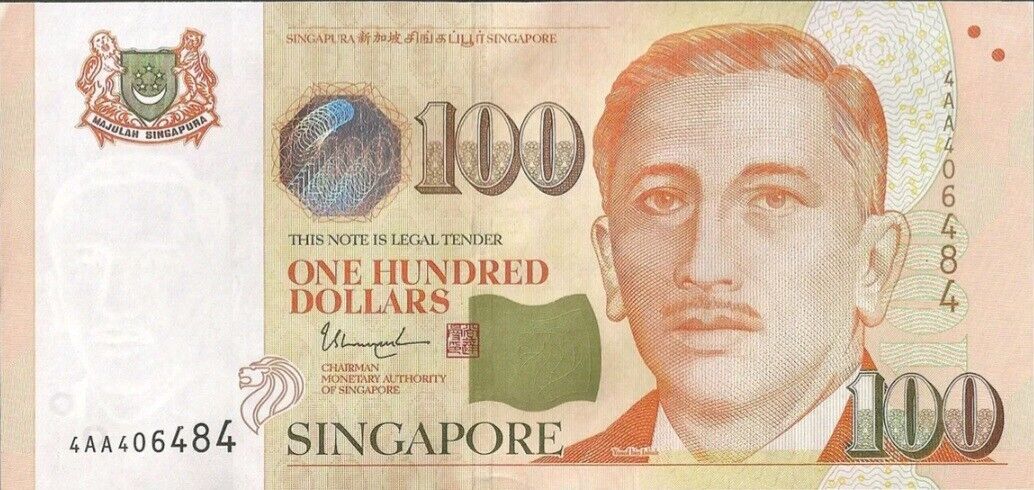 MAJULAH SINGAPURA
SINGAPURA 新加坡 சிங்கப்பூர் SINGAPORE
100
THIS NOTE IS LEGAL TENDER
ONE HUNDRED
DOLLARS
CHAIRMAN
MONETARY AUTHORITY
OF SINGAPORE
4AA406484
SINGAPORE
100
4AA406484